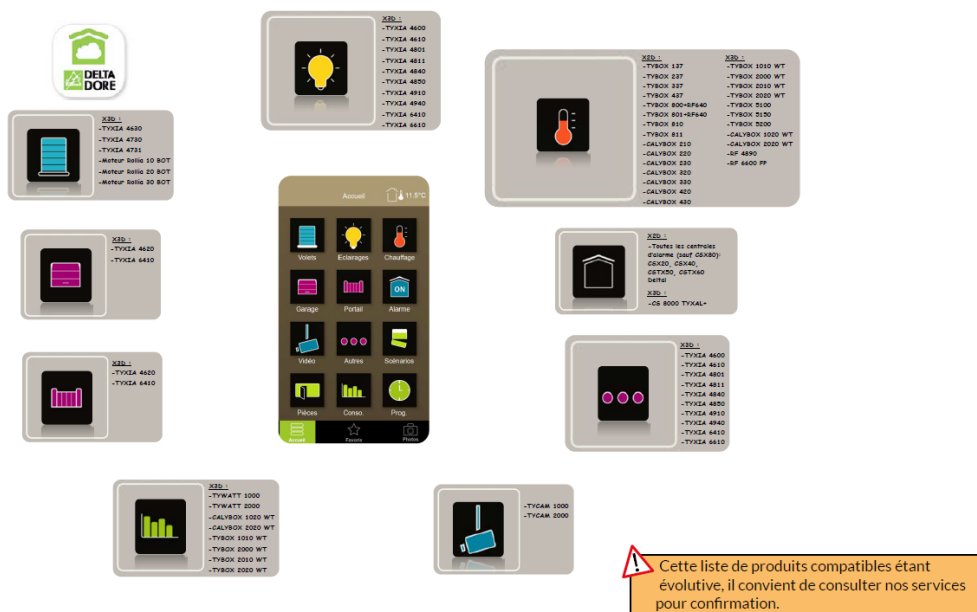 DELTA
DORE
X3D :
-TYXIA 4600
-TYXIA 4610
-TYXIA 4801
-TYXIA 4811
-TYXIA 4840
-TYXIA 4850
-TYXIA 4910
-TYXIA 4940
-TYXIA 6410
-TYXIA 6610
X2D :
-TYBOX 137
-TYBOX 237
-TYBOX 337
-TYBOX 437
-TYBOX 800+RF640
-TYBOX 801+RF640
-TYBOX 810
-TYBOX 811
-CALYBOX 210
-CALYBOX 220
-CALYBOX 230
-CALYBOX 320
-CALYBOX 330
-CALYBOX 420
-CALYBOX 430
X3D :
-TYBOX 1010 WT
-TYBOX 2000 WT
-TYBOX 2010 WT
-TYBOX 2020 WT
-TYBOX 5100
-TYBOX 5150
-TYBOX 5200
-CALYBOX 1020 WT
-CALYBOX 2020 WT
-RF 4890
-RF 6600 FP
X3D :
-TYXIA 4630
-TYXIA 4730
-TYXIA 4731
-Moteur Rollia 10 BOT
-Moteur Rollia 20 BOT
-Moteur Rollia 30 BOT
Accueil
11.5°C
Volets
Eclairages
Chauffage
Garage
Portail
ON
Alarme
Vidéo
Autres
Scénarios
Pièces
Conso.
Prog.
Accueil
Favoris
Photos
X3D :
-TYXIA 4620
-TYXIA 6410
X2D :
-Toutes les centrales
d'alarme (sauf CSX80):
CSX20, CSX40,
CSTX50, CSTX60
Deltal
X3D :
-CS 8000 TYXAL+
X3D :
-TYXIA 4620
-TYXIA 6410
X3D :
-TYXIA 4600
-TYXIA 4610
-TYXIA 4801
-TYXIA 4811
-TYXIA 4840
-TYXIA 4850
-TYXIA 4910
-TYXIA 4940
-TYXIA 6410
-TYXIA 6610
X3D :
-TYWATT 1000
-TYWATT 2000
-CALYBOX 1020 WT
-CALYBOX 2020 WT
-TYBOX 1010 WT
-TYBOX 2000 WT
-TYBOX 2010 WT
-TYBOX 2020 WT
-TYCAM 1000
-TYCAM 2000
Cette liste de produits compatibles étant
évolutive, il convient de consulter nos services
pour confirmation.